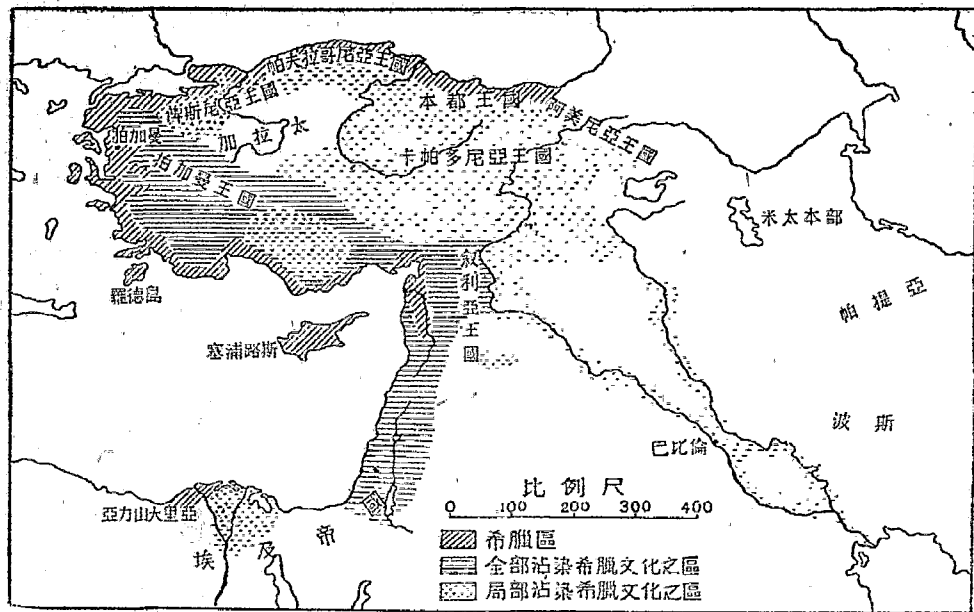 帕夫拉哥尼亞王國
本都王國
阿美尼亞王國
俾斯尼亞王國
加拉太
帕加曼
帕加曼王國
卡帕多尼亞王國
米太本部
敍利亞王國
羅德島
塞浦路斯
帕提亞
波斯
巴比倫
亞力山大里亞
埃及帝國
比例尺
0 100 200 300 400
希臘區
全部沾染希臘文化之區
局部沾染希臘文化之區